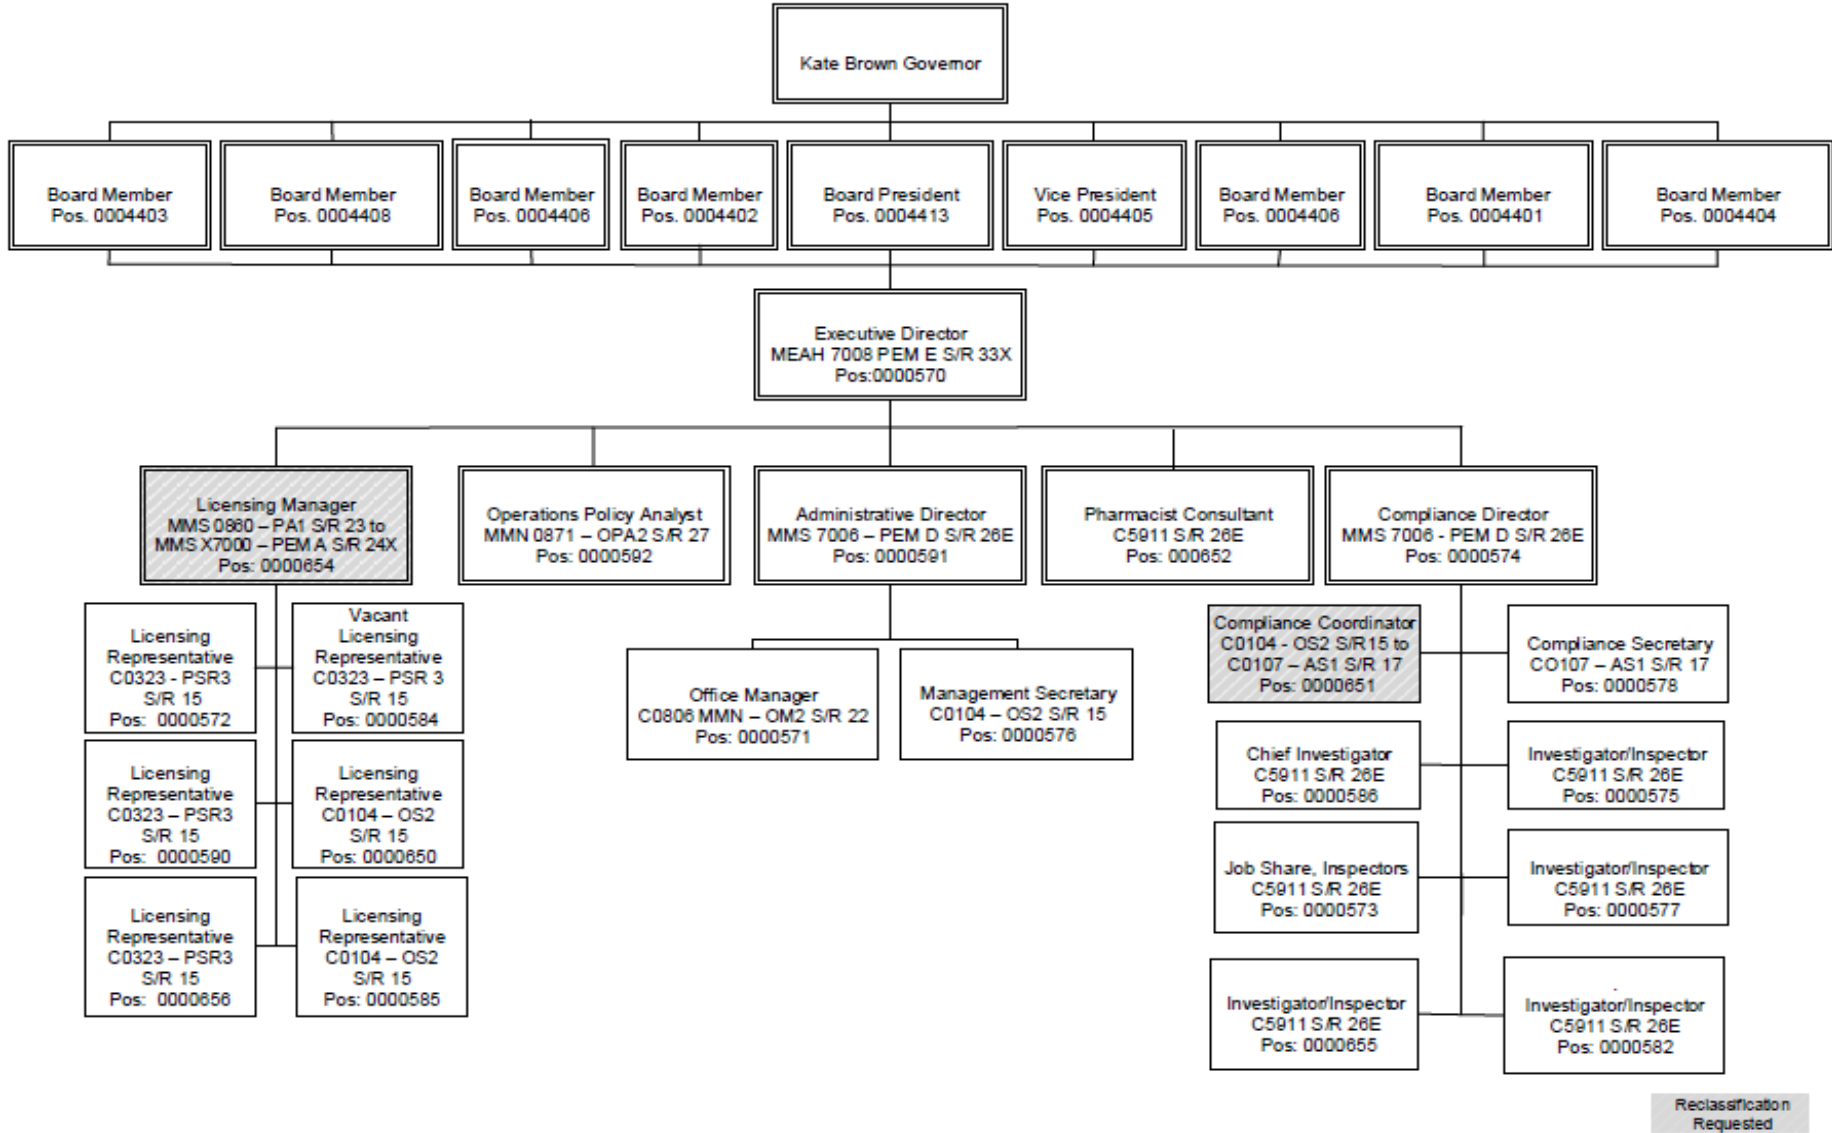 Kate Brown Governor
Board Member
Pos. 0004403
Board Member
Pos. 0004408
Board Member
Pos. 0004406
Board Member
Pos. 0004402
Board President
Pos. 0004413
Vice President
Pos. 0004405
Board Member
Pos. 0004406
Board Member
Pos. 0004401
Board Member
Pos. 0004404
Executive Director
MEAH 7008 PEM E S/R 33X
Pos:0000570
Licensing Manager
MMS 0860 – PA1 S/R 23 to
MMS X7000 – PEM A S/R 24X
Pos: 0000654
Operations Policy Analyst
MMN 0871 – OPA2 S/R 27
Pos: 0000592
Administrative Director
MMS 7006 – PEM D S/R 26E
Pos: 0000591
Pharmacist Consultant
C5911 S/R 26E
Pos: 000652
Compliance Director
MMS 7006 - PEM D S/R 26E
Pos: 0000574
Licensing
Representative
C0323 - PSR3
S/R 15
Pos: 0000572
Vacant
Licensing
Representative
C0323 – PSR 3
S/R 15
Pos: 0000584
Licensing
Representative
C0323 – PSR3
S/R 15
Pos: 0000590
Licensing
Representative
C0104 – OS2
S/R 15
Pos: 0000650
Licensing
Representative
C0323 – PSR3
S/R 15
Pos: 0000656
Licensing
Representative
C0104 – OS2
S/R 15
Pos: 0000585
Office Manager
C0806 MMN – OM2 S/R 22
Pos: 0000571
Management Secretary
C0104 – OS2 S/R 15
Pos: 0000576
Compliance Coordinator
C0104 - OS2 S/R15 to
C0107 – AS1 S/R 17
Pos: 0000651
Compliance Secretary
CO107 – AS1 S/R 17
Pos: 0000578
Chief Investigator
C5911 S/R 26E
Pos: 0000586
Investigator/Inspector
C5911 S/R 26E
Pos: 0000575
Job Share, Inspectors
C5911 S/R 26E
Pos: 0000573
Investigator/Inspector
C5911 S/R 26E
Pos: 0000577
Investigator/Inspector
C5911 S/R 26E
Pos: 0000655
.
Investigator/Inspector
C5911 S/R 26E
Pos: 0000582
Reclassification
Requested